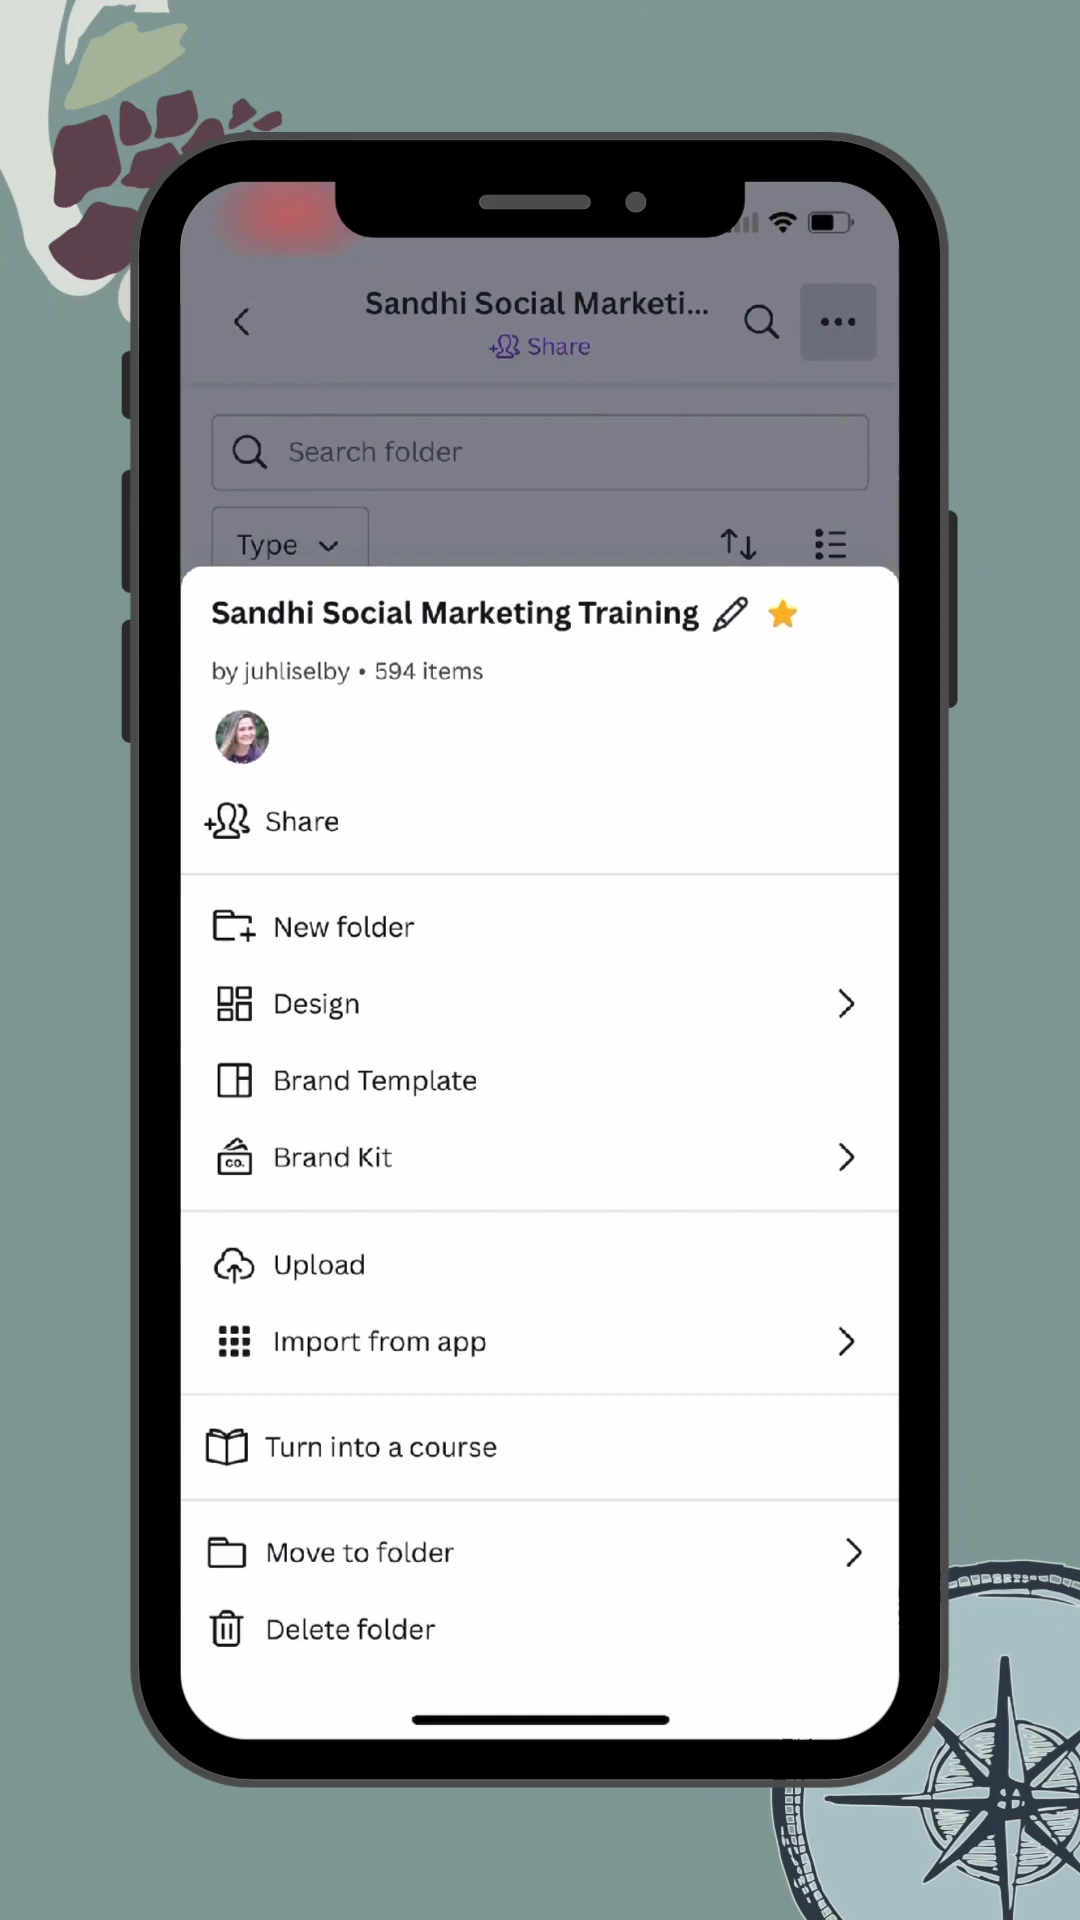 Sandhi Social Marketi...
Share
Search folder
Type
Sandhi Social Marketing Training
by juhliselby • 594 items
Share
New folder
Design
Brand Template
CO.
Brand Kit
Upload
Import from app
Turn into a course
Move to folder
Delete folder